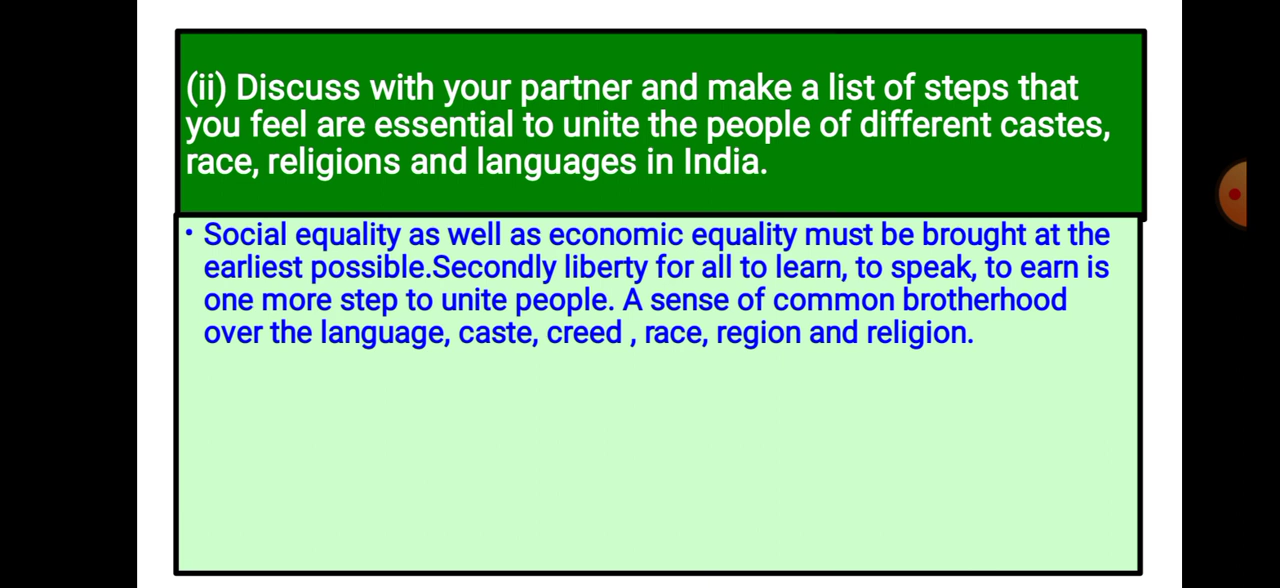 (ii) Discuss with your partner and make a list of steps that
you feel are essential to unite the people of different castes,
race, religions and languages in India.
• Social equality as well as economic equality must be brought at the
earliest possible.Secondly liberty for all to learn, to speak, to earn is
one more step to unite people. A sense of common brotherhood
over the language, caste, creed , race, region and religion.